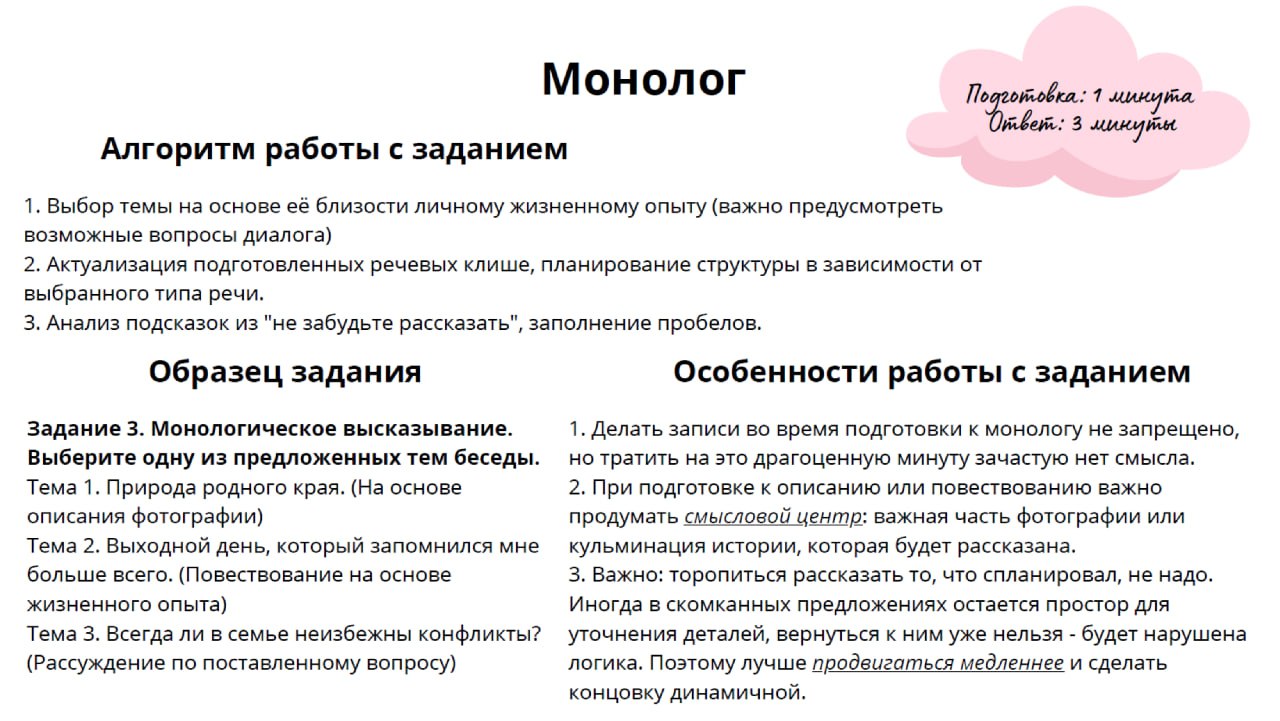 Монолог
Подготовка: 1 минута
Ответ: 3 минуты
Алгоритм работы с заданием
1. Выбор темы на основе её близости личному жизненному опыту (важно предусмотреть
возможные вопросы диалога)
2. Актуализация подготовленных речевых клише, планирование структуры в зависимости от
выбранного типа речи.
3. Анализ подсказок из "не забудьте рассказать", заполнение пробелов.
Образец задания
Задание 3. Монологическое высказывание.
Выберите одну из предложенных тем беседы.
Тема 1. Природа родного края. (На основе
описания фотографии)
Тема 2. Выходной день, который запомнился мне
больше всего. (Повествование на основе
жизненного опыта)
Тема 3. Всегда ли в семье неизбежны конфликты?
(Рассуждение по поставленному вопросу)
Особенности работы с заданием
1. Делать записи во время подготовки к монологу не запрещено,
но тратить на это драгоценную минуту зачастую нет смысла.
2. При подготовке к описанию или повествованию важно
продумать смысловой центр: важная часть фотографии или
кульминация истории, которая будет рассказана.
3. Важно: торопиться рассказать то, что спланировал, не надо.
Иногда в скомканных предложениях остается простор для
уточнения деталей, вернуться к ним уже нельзя - будет нарушена
логика. Поэтому лучше продвигаться медленнее и сделать
концовку динамичной.